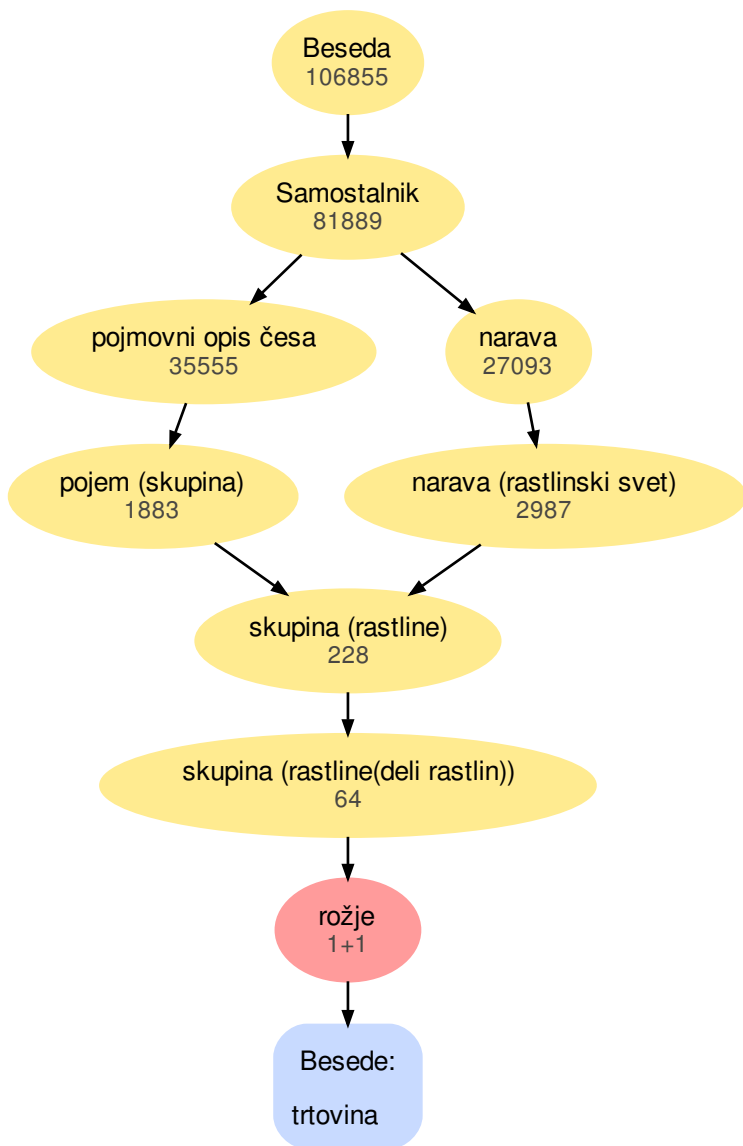 Beseda
106855
Samostalnik
81889
pojmovni opis česa
35555
narava
27093
pojem (skupina)
1883
narava (rastlinski svet)
2987
skupina (rastline)
228
skupina (rastline(deli rastlin))
64
rožje
1+1
Besede:
trtovina